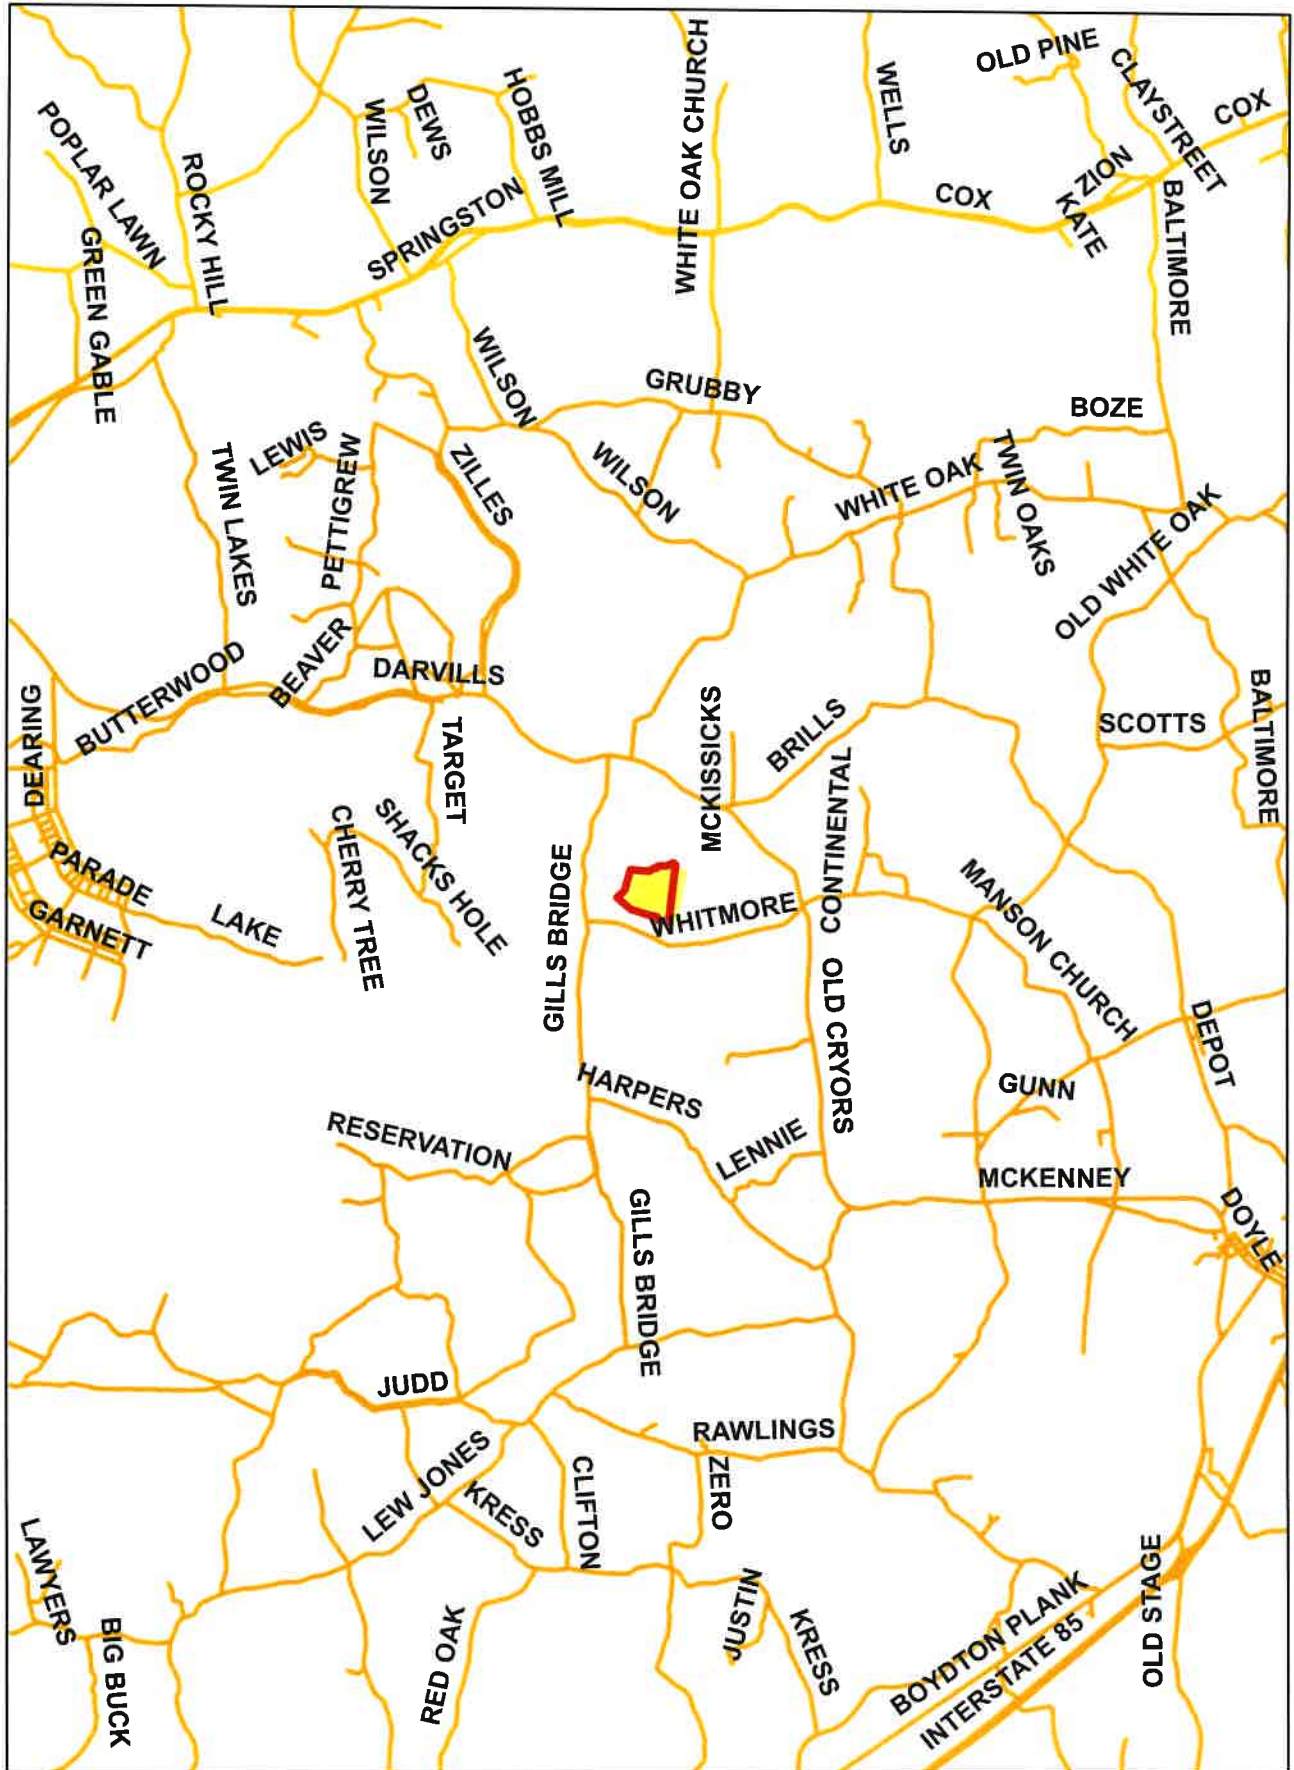 OLD PINE
CLAYSTREET
COX
WHITE OAK CHURCH
WELLS
HOBBS MILL
DEWS
WILSON
POPLAR LAWN
ROCKY HILL
ZION
KATE
COX
BALTIMORE
SPRINGSTON
GREEN GABLE
WILSON
GRUBBY
BOZE
LEWIS
PETTIGREW
TWIN LAKES
ZILLES
WILSON
WHITE OAK
TWIN OAKS
OLD WHITE OAK
BUTTERWOOD
BEAVER
DARVILLS
DEARING
TARGET
MCKISSICKS
BRILLS
SCOTTS
BALTIMORE
CONTINENTAL
CHERRY TREE
SHACKS HOLE
PARADE
GARNETT
LAKE
GILLS BRIDGE
WHITMORE
MANSON CHURCH
OLD CRYORS
DEPOT
HARPERS
GUNN
RESERVATION
LENNIE
MCKENNEY
GILLS BRIDGE
DOYLE
JUDD
RAWLINGS
LEW JONES
KRESS
CLIFTON
ZERO
LAWYERS
BIG BUCK
RED OAK
JUSTIN
KRESS
BOYDTON PLANK
INTERSTATE 85
OLD STAGE